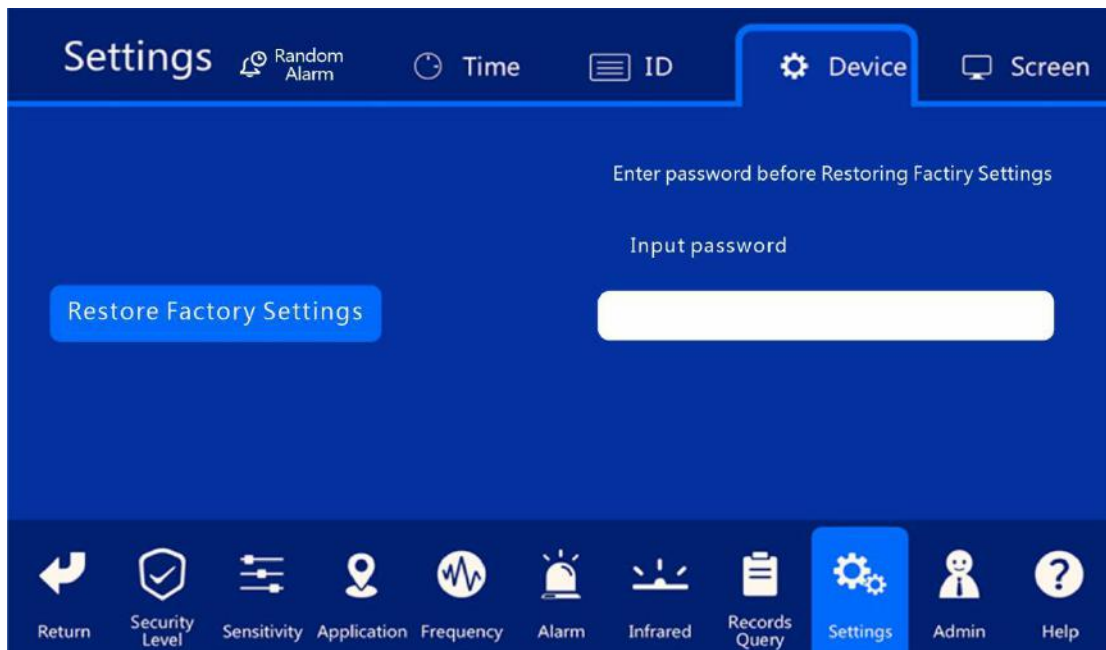 Settings
Random
Alarm
Time
ID
Device
Screen
Enter password before Restoring Factiry Settings
Input password
Restore Factory Settings
Return
Security
Level
Sensitivity
Application
Frequency
Alarm
Infrared
Records
Query
Settings
Admin
Help